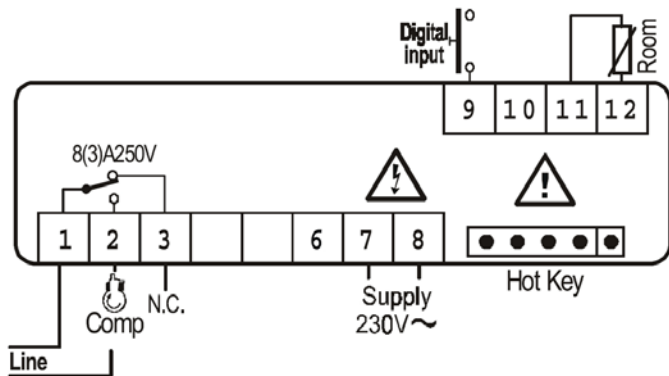 Digital
input
Room
9 10 11 12
8(3)A250V
1 2 3 6 7 8
N.C.
Comp
Supply
230V~
Hot Key
Line